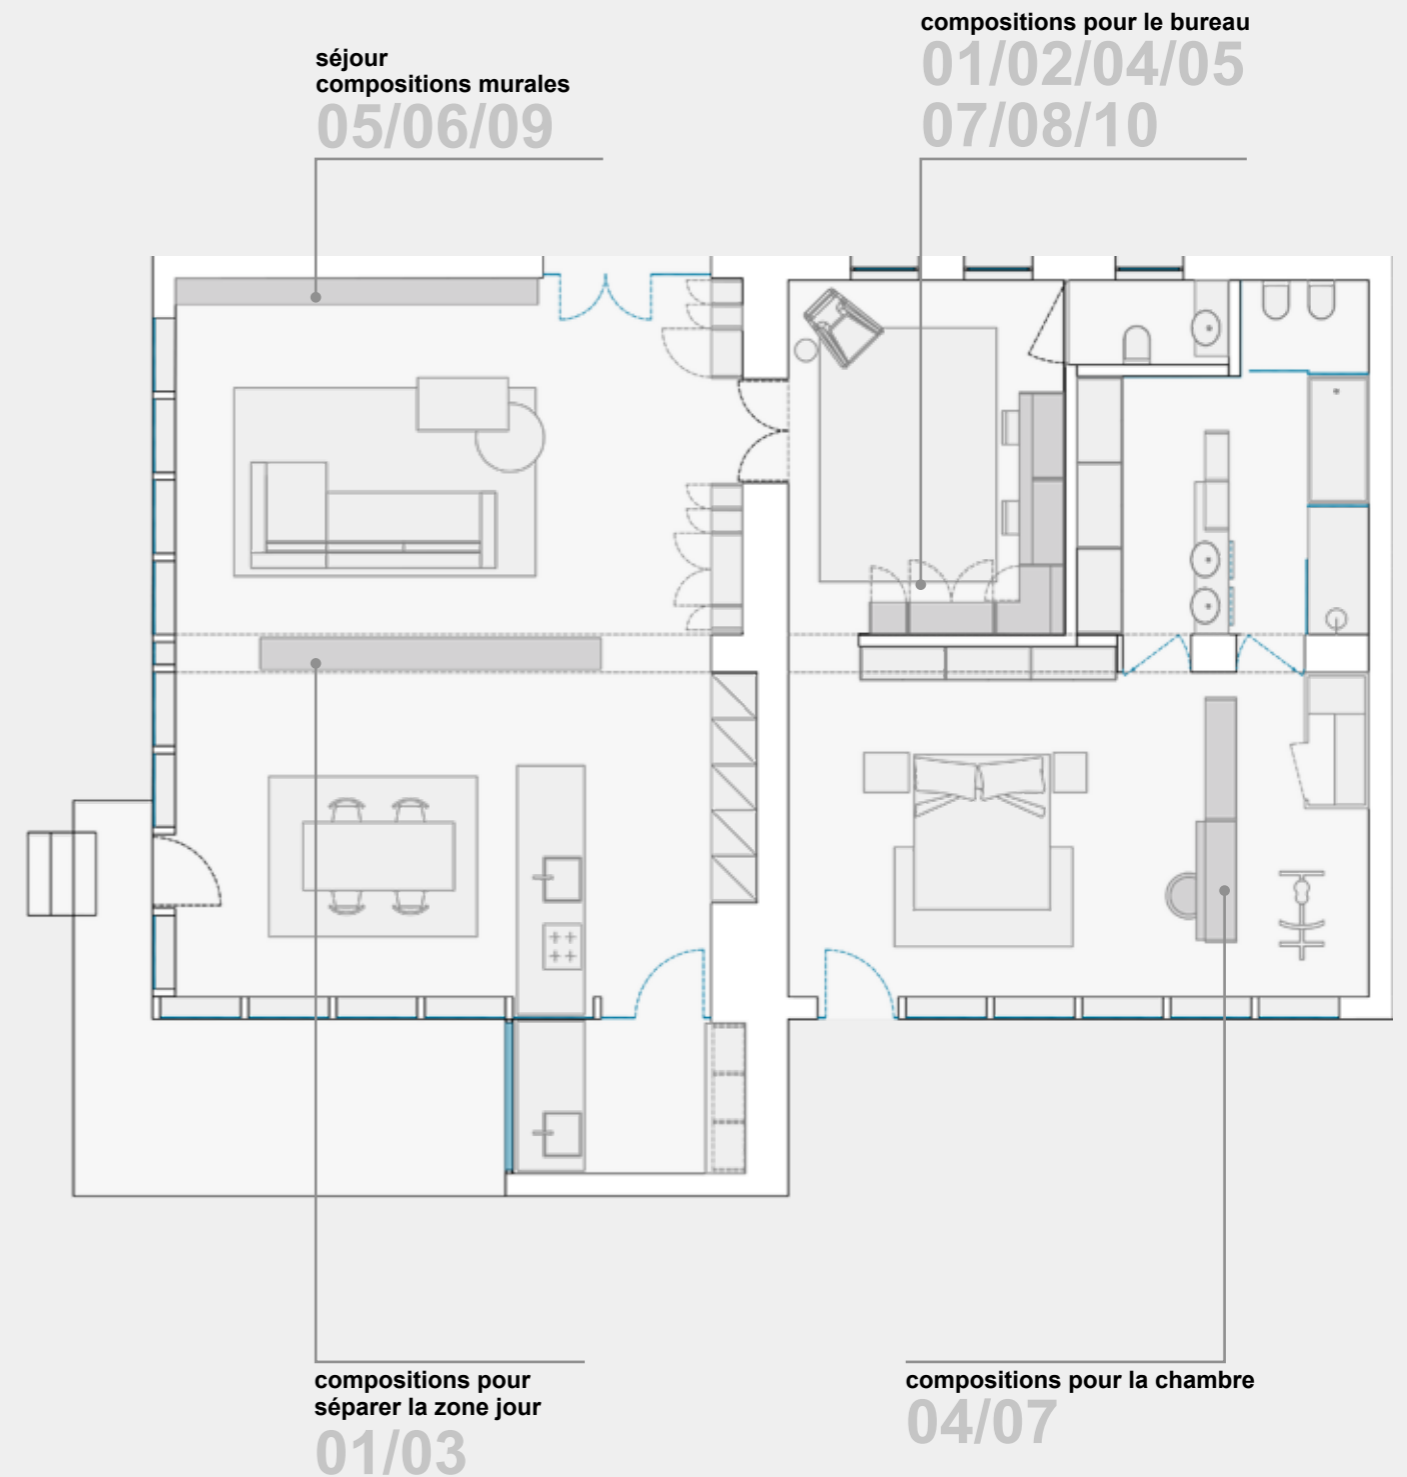 séjour
compositions murales
05/06/09
compositions pour le bureau
01/02/04/05
07/08/10
compositions pour
séparer la zone jour
01/03
compositions pour la chambre
04/07